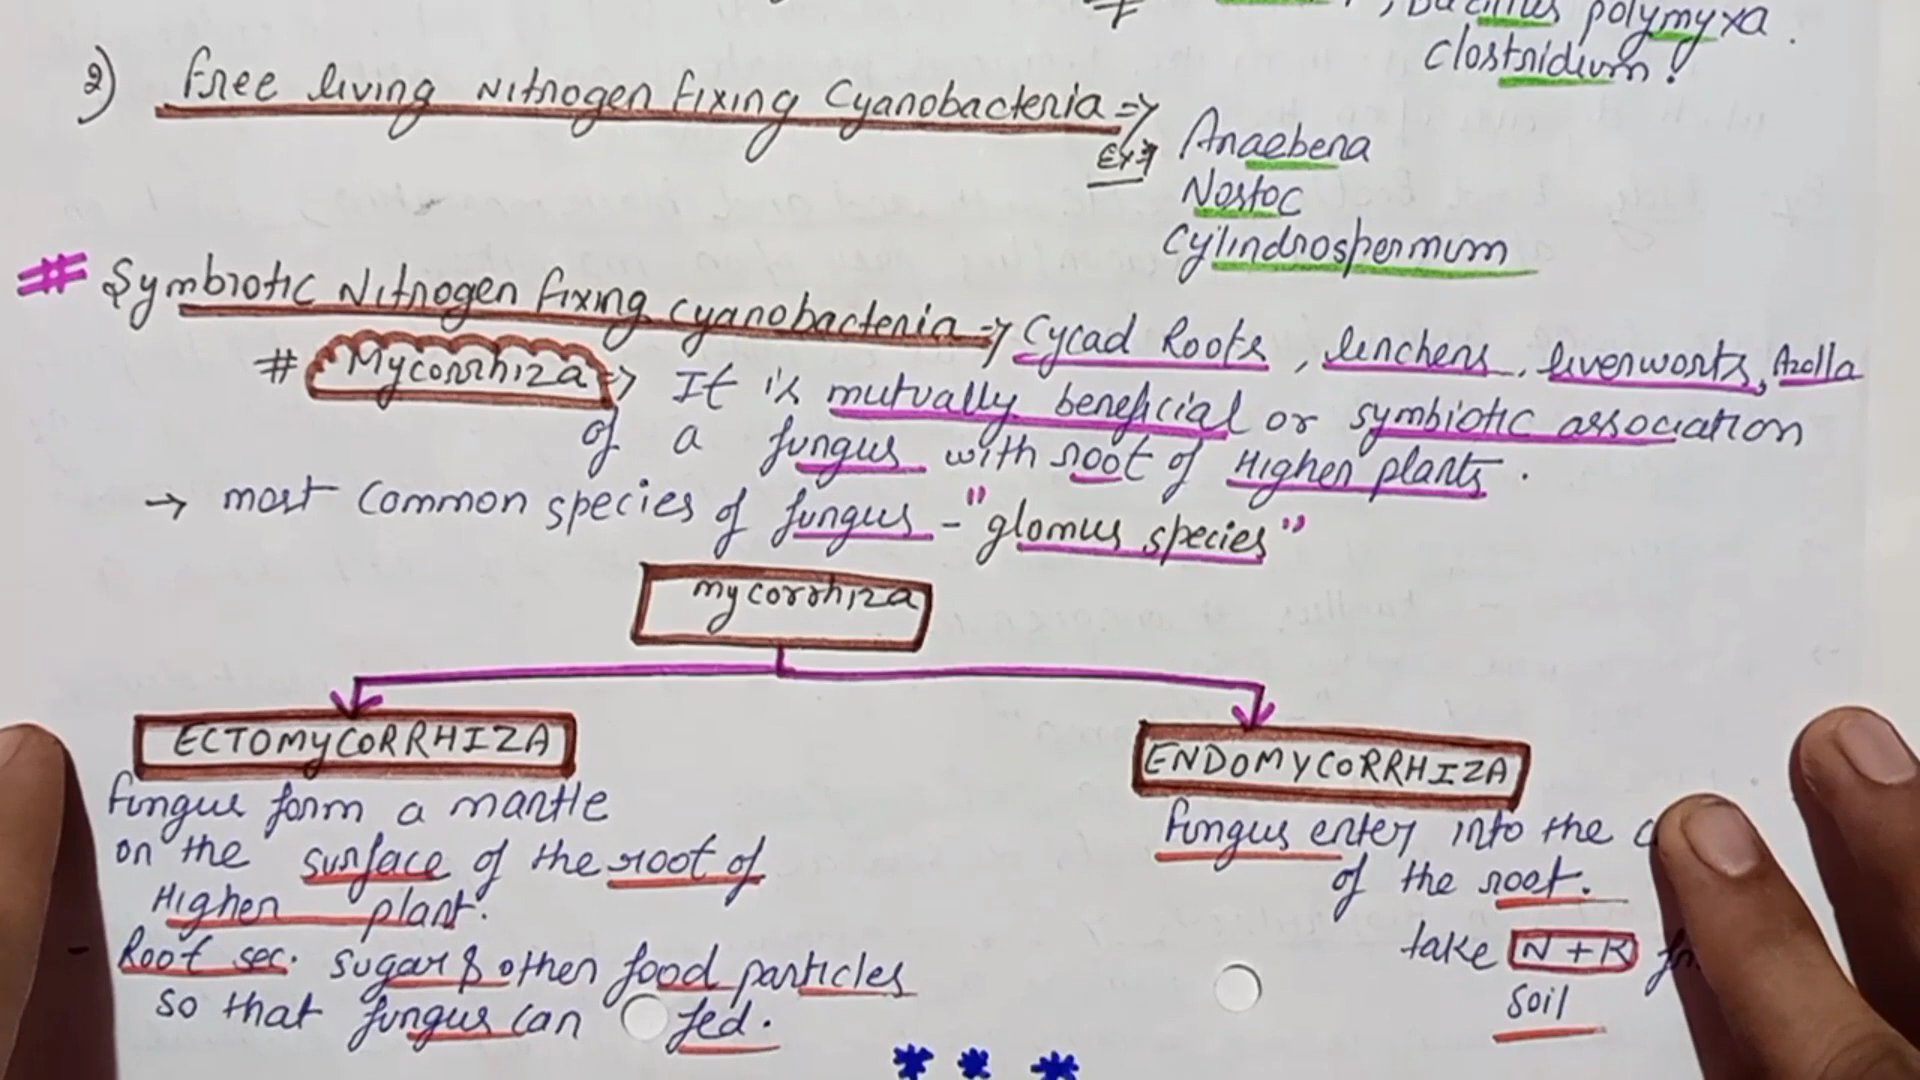 polymyxa.
Clostridium.
2) Free living Nitrogen Fixing Cyanobacteria =>
Ex => Anaebena
Nostoc
Cylindrospermum
# Symbiotic Nitrogen fixing cyanobacteria => Cycad Roots, linchens, liverworts, Azolla
# Mycorrhiza => It is mutually beneficial or symbiotic association
of a fungus with root of Higher plants.
→ most common species of fungus - "glomus species"
mycorrhiza
ECTOMYCORRHIZA
ENDOMYCORRHIZA
fungus form a mantle
on the surface of the root of
Higher plant.
- Root sec. sugar & other food particles
so that fungus can fed.
fungus enter into the
of the root.
take N + K
soil
* * *